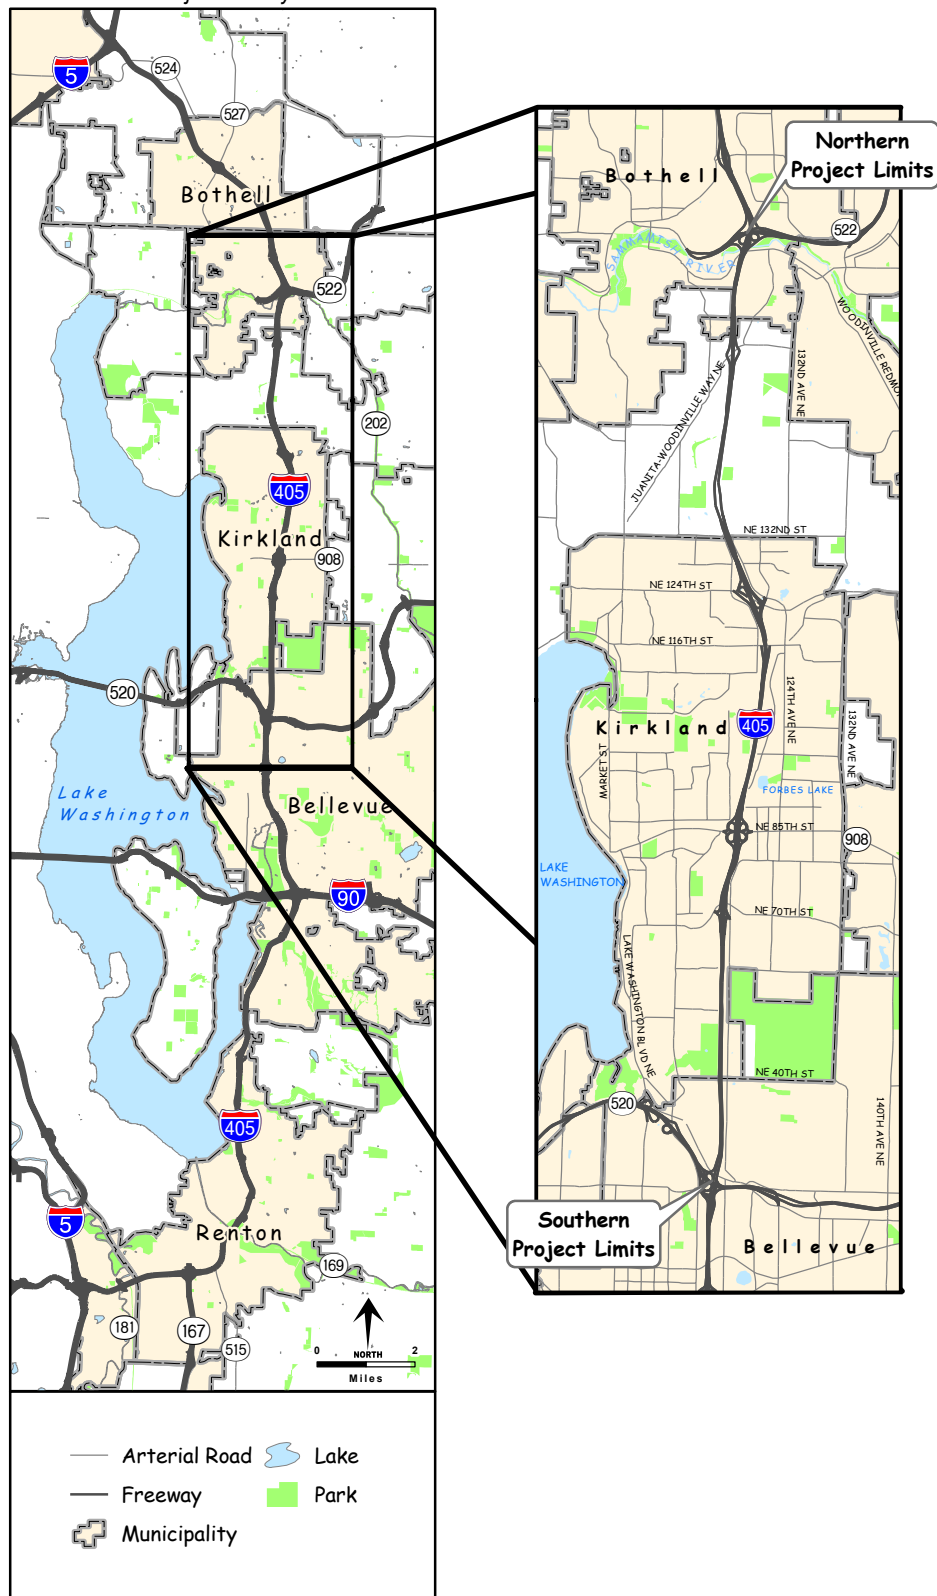 5
524
527
Bothell
522
202
405
Kirkland
908
520
Lake
Washington
Bellevue
90
405
5
Renton
169
181
167
515
0
2
NORTH
Miles
Arterial Road
Lake
Freeway
Park
Municipality
Northern
Project Limits
Bothell
522
SAMMAMISH RIVER
WOODINVILLE REDMO
132ND AVE NE
JUANITA-WOODINVILLE WAY NE
NE 132ND ST
NE 124TH ST
NE 116TH ST
124TH AVE NE
132ND AVE NE
405
Kirkland
MARKET ST
FORBES LAKE
NE 85TH ST
908
LAKE
WASHINGTON
NE 70TH ST
LAKE WASHINGTON BLVD NE
NE 40TH ST
140TH AVE NE
520
Southern
Project Limits
Bellevue